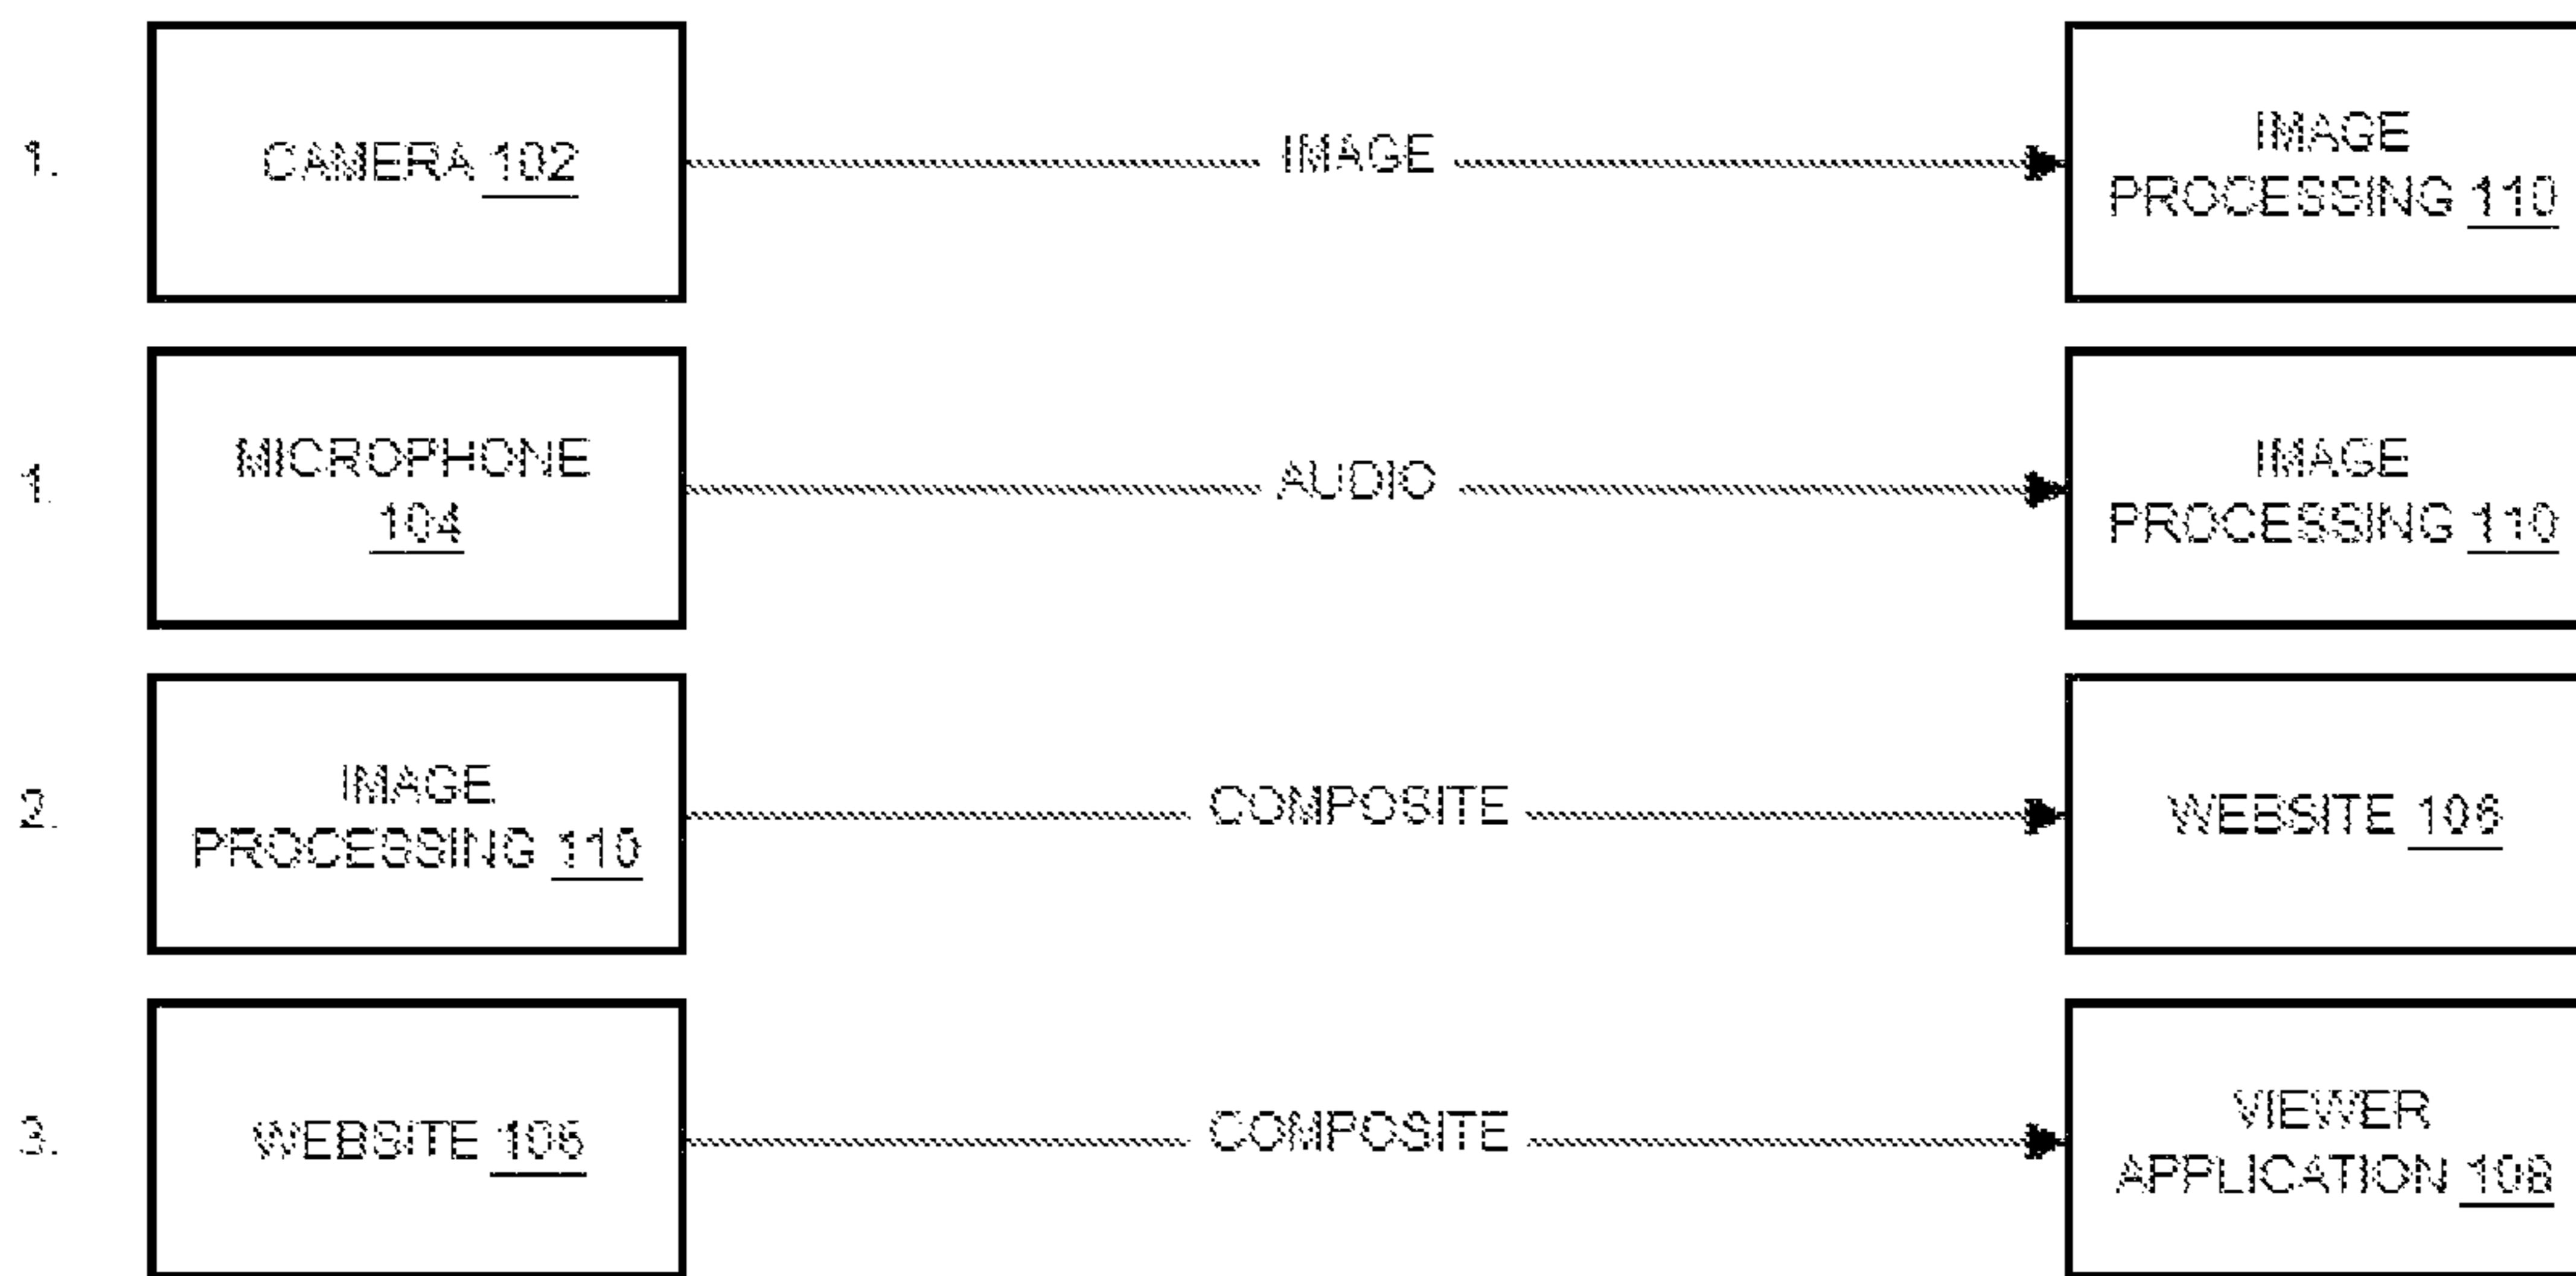 1.
CAMERA 102
IMAGE
IMAGE
PROCESSING 110
1.
MICROPHONE
104
AUDIO
IMAGE
PROCESSING 110
2.
IMAGE
PROCESSING 110
COMPOSITE
WEBSITE 106
3.
WEBSITE 106
COMPOSITE
VIEWER
APPLICATION 108